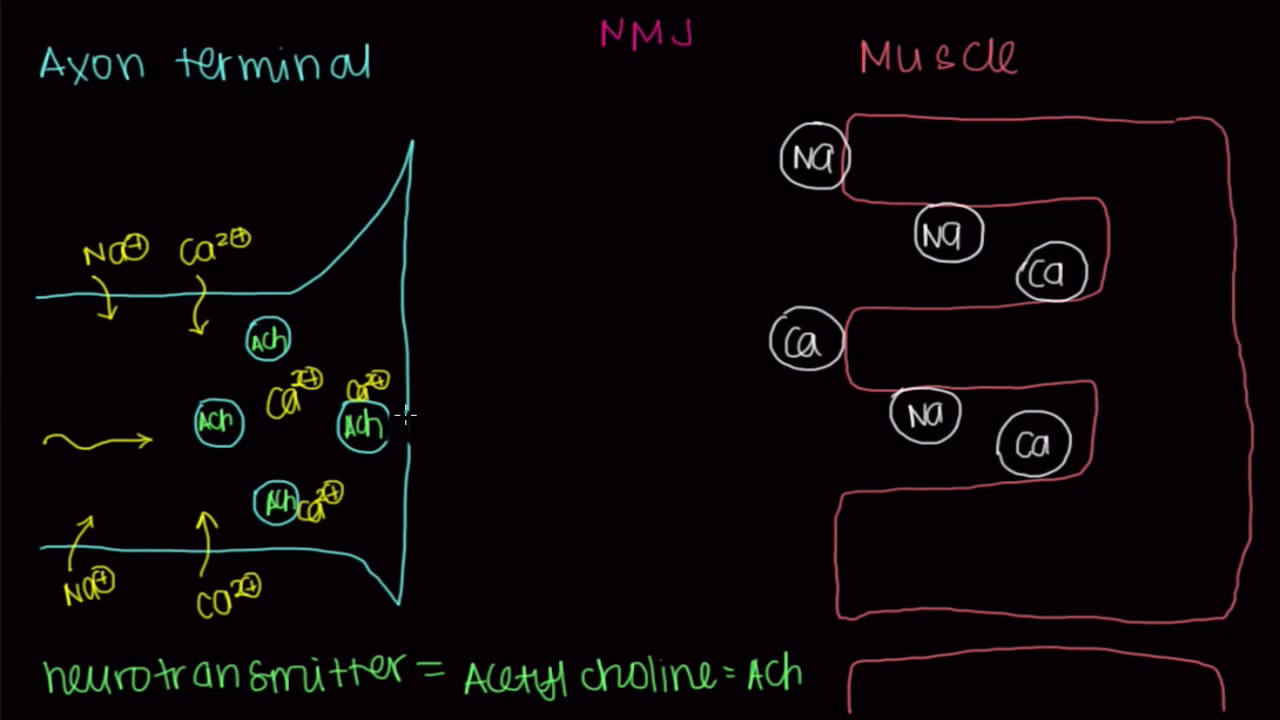 NMJ
Axon terminal
Muscle
Na
Na+ Ca2+
Na
Ca
ACh
Ca
Ca2+ Ca2+
ACh ACh
Na
Ca
ACh Ca2+
Na+ Ca2+
neurotransmitter = Acetyl choline = ACh